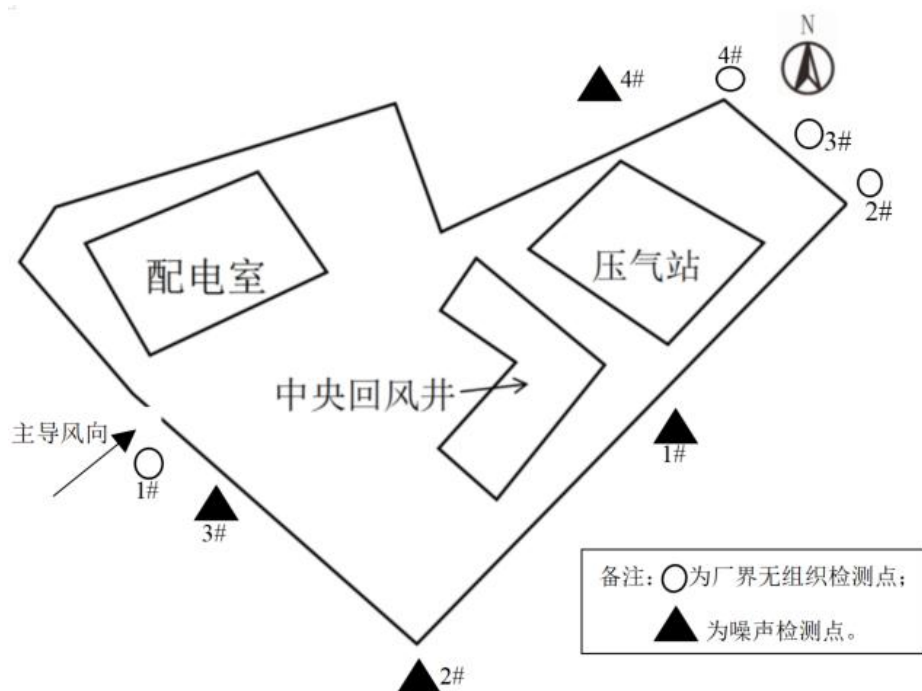 N
4#
4#
3#
2#
配电室
压气站
中央回风井
主导风向
1#
1#
3#
2#
备注：○为厂界无组织检测点；
▲为噪声检测点。